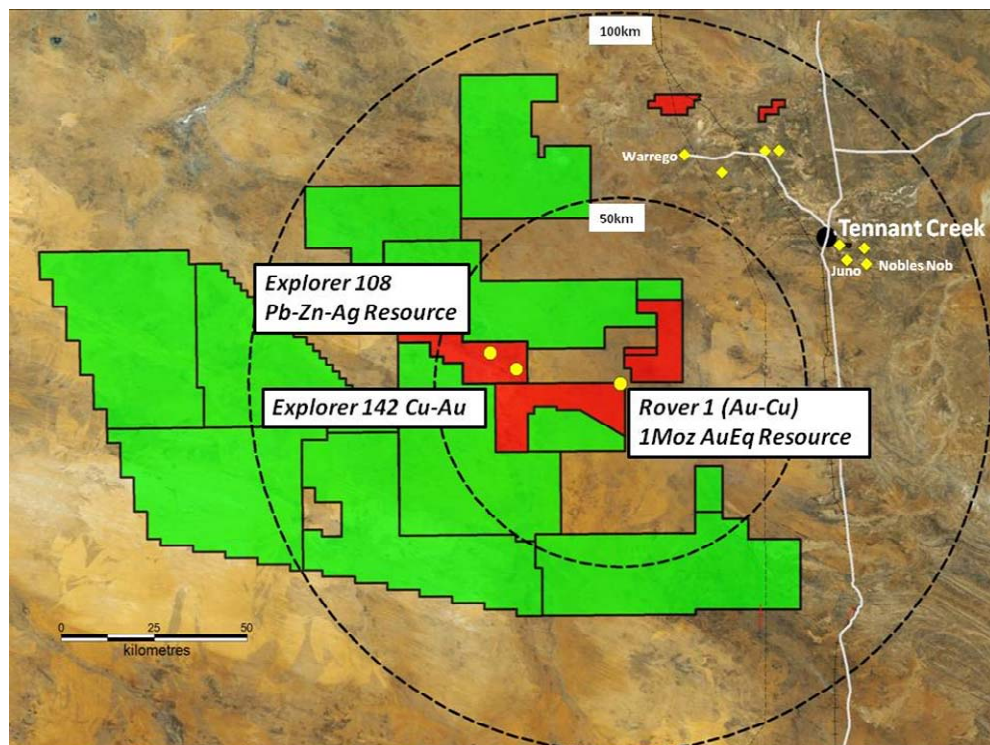 100km
Warrego
50km
Tennant Creek
Juno
Nobles Nob
Explorer 108
Pb-Zn-Ag Resource
Explorer 142 Cu-Au
Rover 1 (Au-Cu)
1Moz AuEq Resource
0 25 50
kilometres